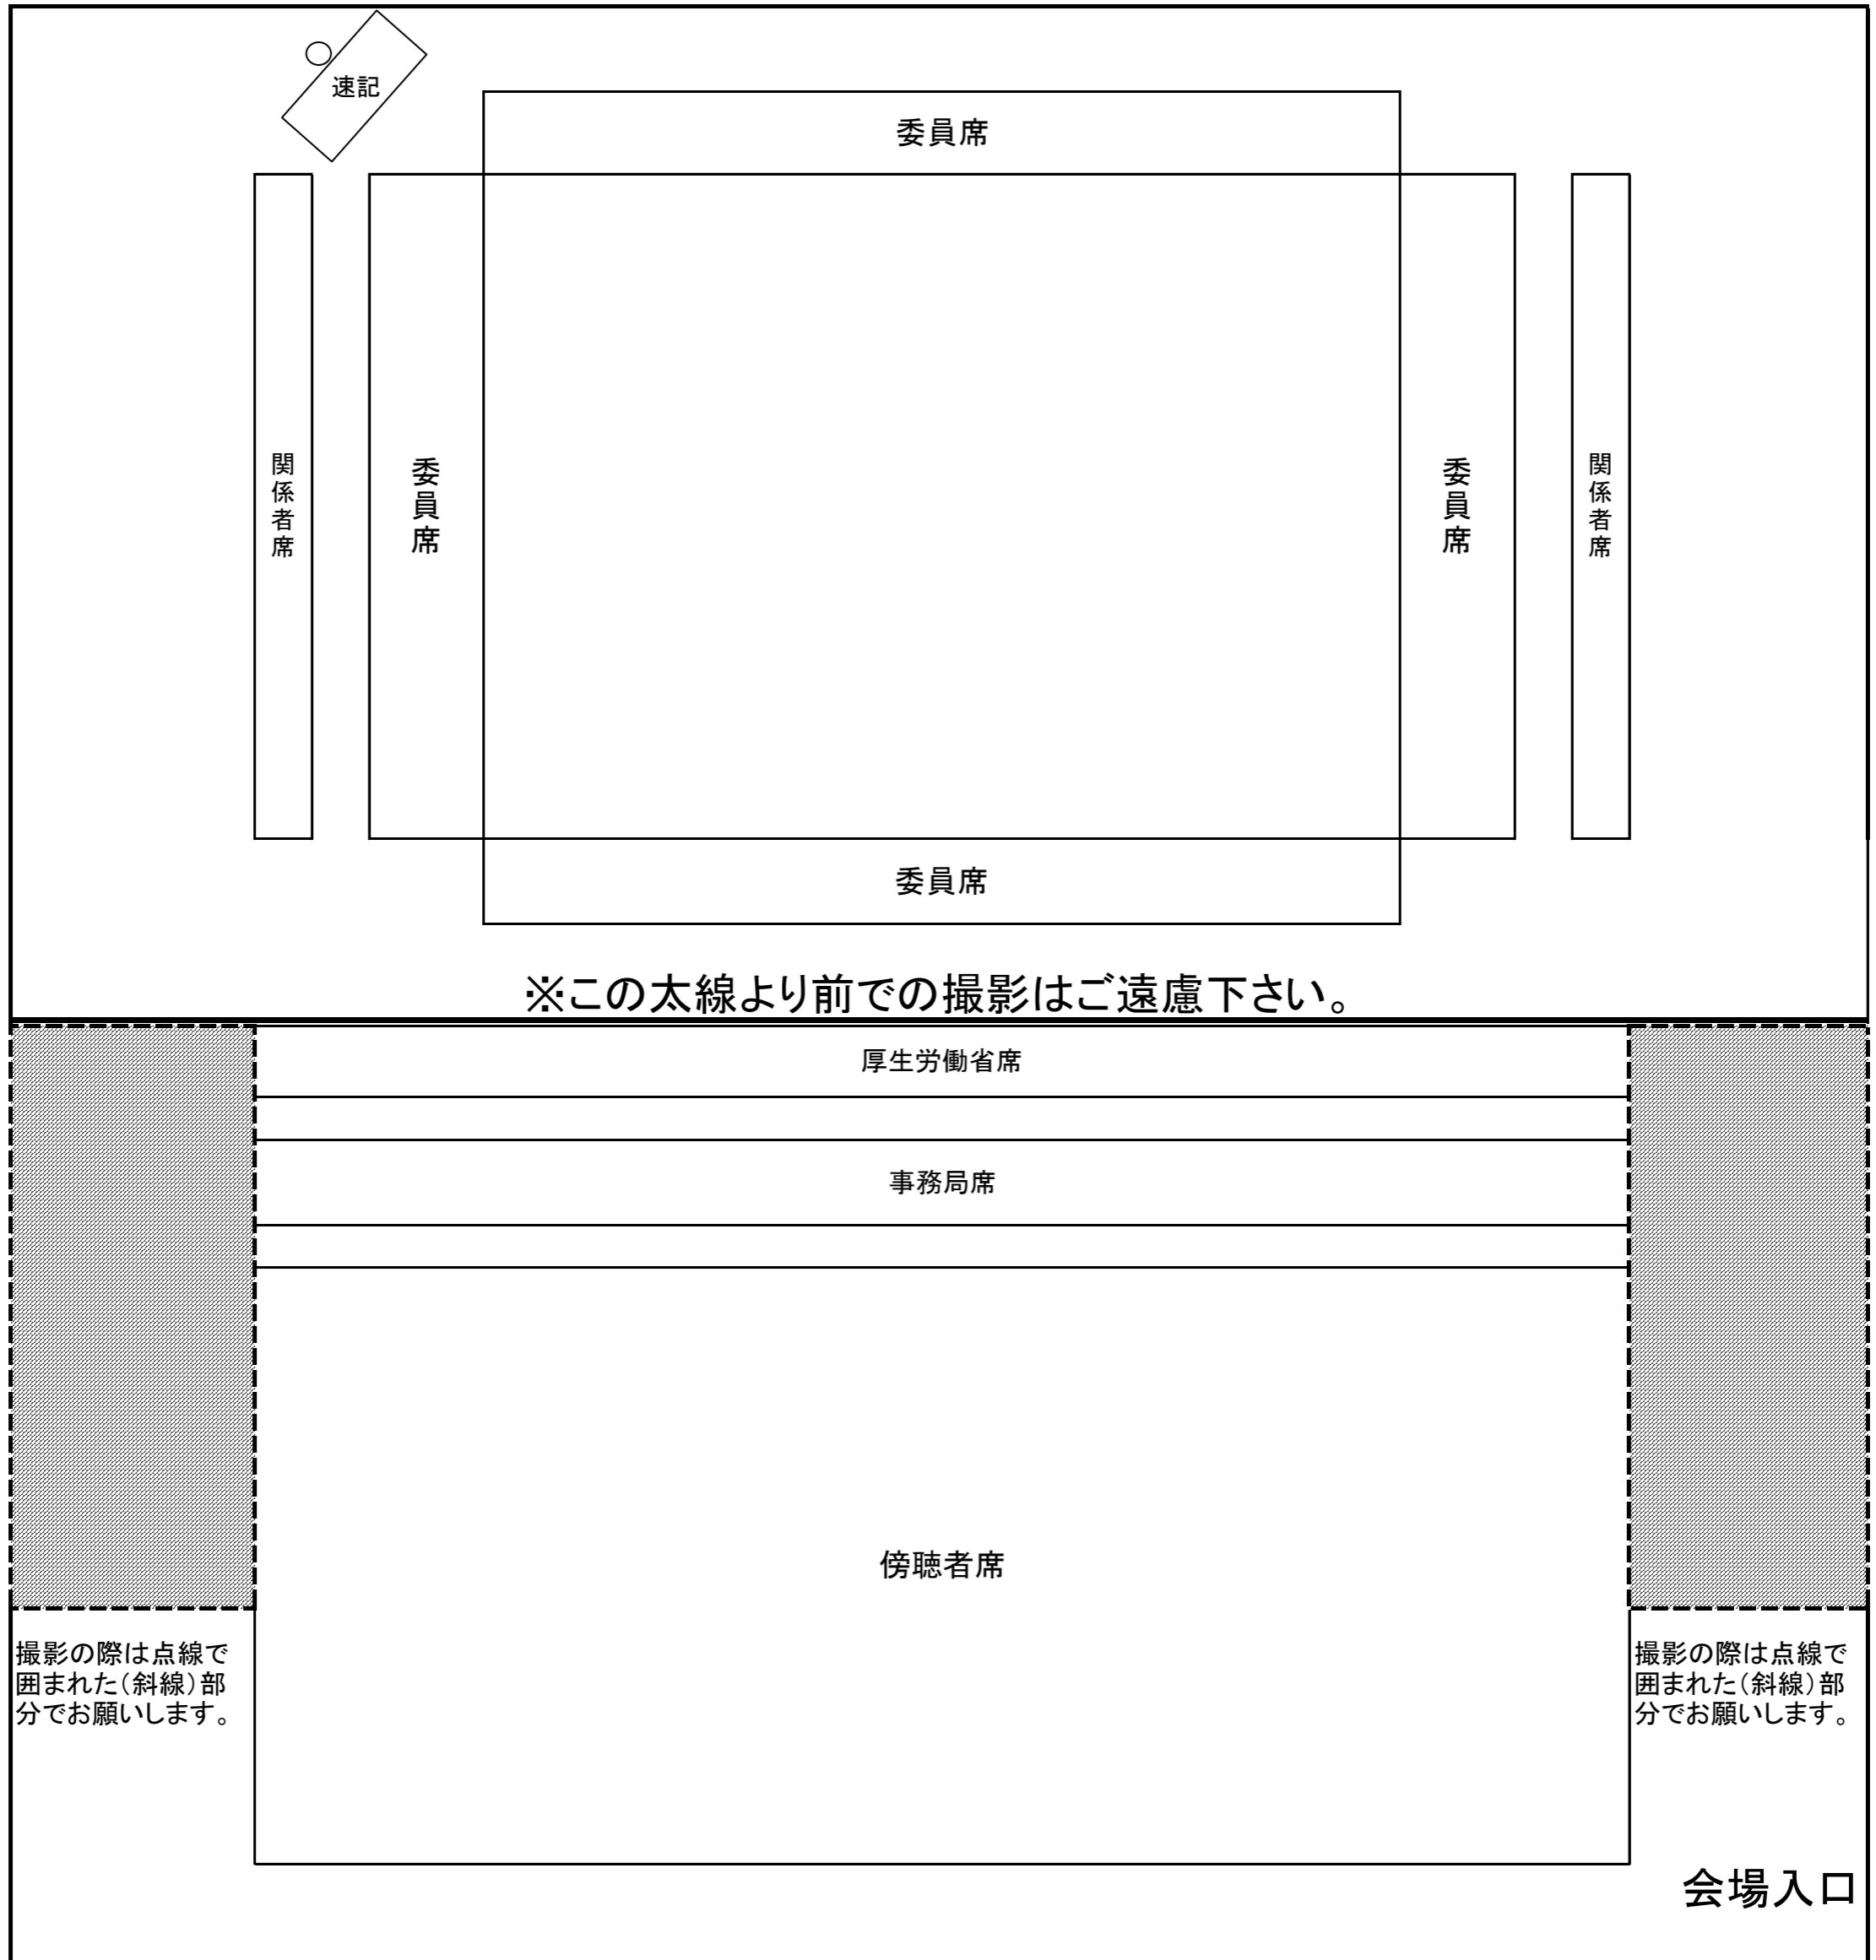 速記
委員席
関係者席
委員席
委員席
関係者席
委員席
※この太線より前での撮影はご遠慮下さい。
厚生労働省席
事務局席
傍聴者席
撮影の際は点線で
囲まれた（斜線）部
分でお願いします。
撮影の際は点線で
囲まれた（斜線）部
分でお願いします。
会場入口